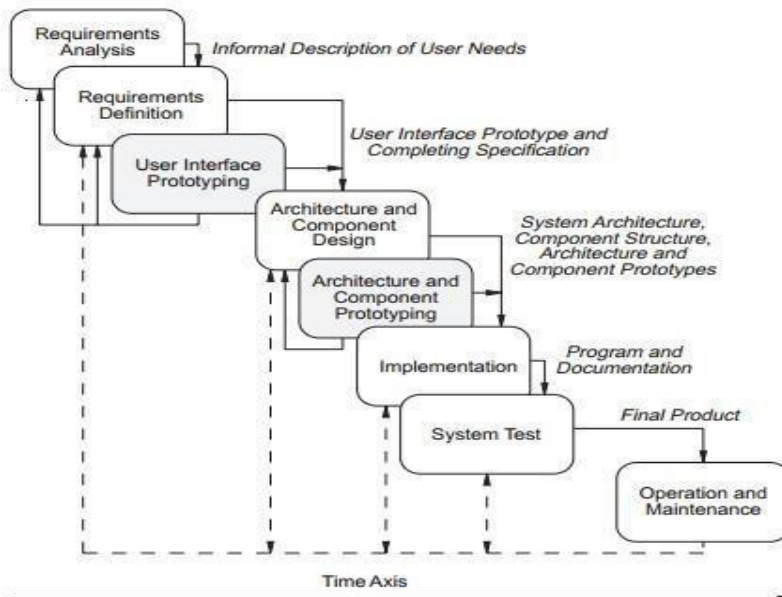 Requirements
Analysis
Informal Description of User Needs
Requirements
Definition
User Interface Prototype and
Completing Specification
User Interface
Prototyping
Architecture and
Component
Design
System Architecture,
Component Structure,
Architecture and
Component Prototypes
Architecture and
Component
Prototyping
Implementation
Program and
Documentation
System Test
Final Product
Operation and
Maintenance
Time Axis